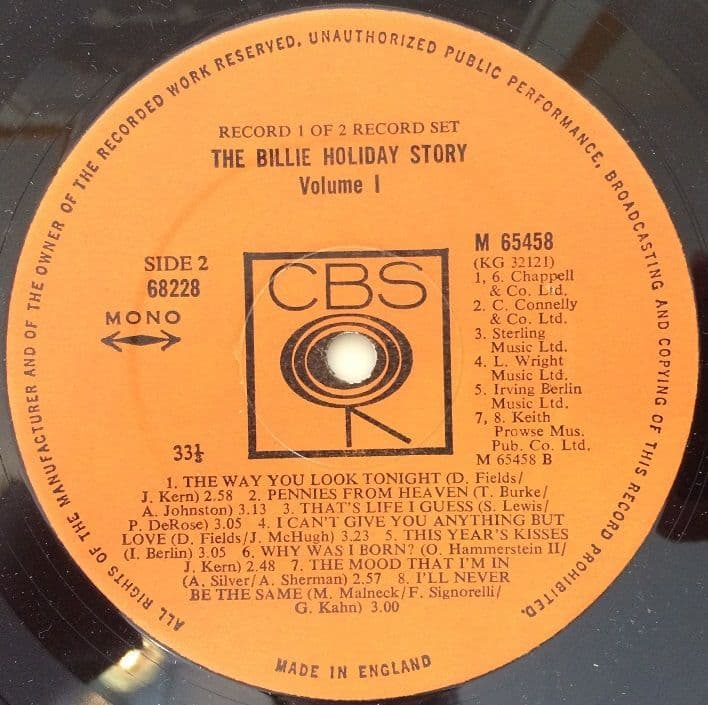 ALL RIGHTS OF THE MANUFACTURER AND OF THE OWNER OF THE RECORDED WORK RESERVED. UNAUTHORIZED PUBLIC PERFORMANCE, BROADCASTING AND COPYING OF THIS RECORD PROHIBITED.
RECORD 1 OF 2 RECORD SET
THE BILLIE HOLIDAY STORY
Volume I
SIDE 2
68228
MONO
33⅓
CBS
M 65458
(KG 32121)
1, 6. Chappell
& Co. Ltd.
2. C. Connelly
& Co. Ltd.
3. Sterling
Music Ltd.
4. L. Wright
Music Ltd.
5. Irving Berlin
Music Ltd.
7, 8. Keith
Prowse Mus.
Pub. Co. Ltd.
M 65458 B
1. THE WAY YOU LOOK TONIGHT (D. Fields/
J. Kern) 2.58 2. PENNIES FROM HEAVEN (T. Burke/
A. Johnston) 3.13 3. THAT'S LIFE I GUESS (S. Lewis/
P. DeRose) 3.05 4. I CAN'T GIVE YOU ANYTHING BUT
LOVE (D. Fields/J. McHugh) 3.23 5. THIS YEAR'S KISSES
(I. Berlin) 3.05 6. WHY WAS I BORN? (O. Hammerstein II/
J. Kern) 2.48 7. THE MOOD THAT I'M IN
(A. Silver/A. Sherman) 2.57 8. I'LL NEVER
BE THE SAME (M. Malneck/F. Signorelli/
G. Kahn) 3.00
MADE IN ENGLAND